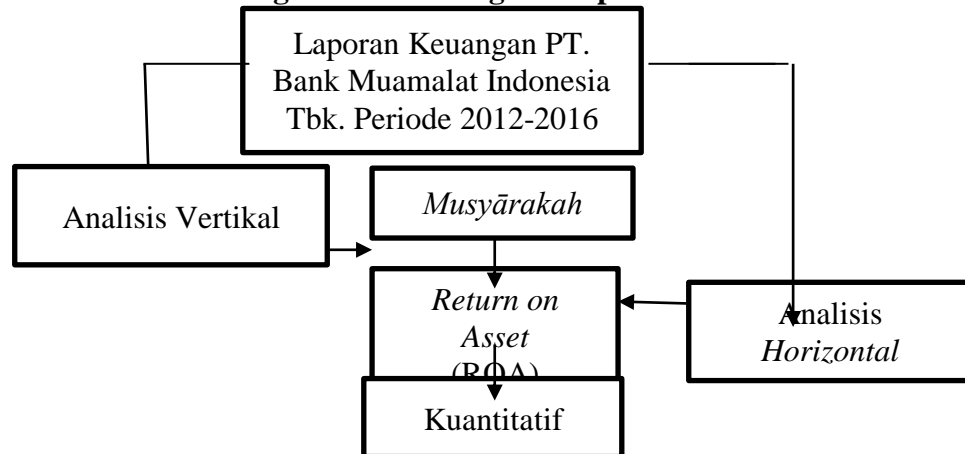 Laporan Keuangan PT.
Bank Muamalat Indonesia
Tbk. Periode 2012-2016
Analisis Vertikal
Musyārakah
Return on
Asset
(ROA)
Analisis
Horizontal
Kuantitatif